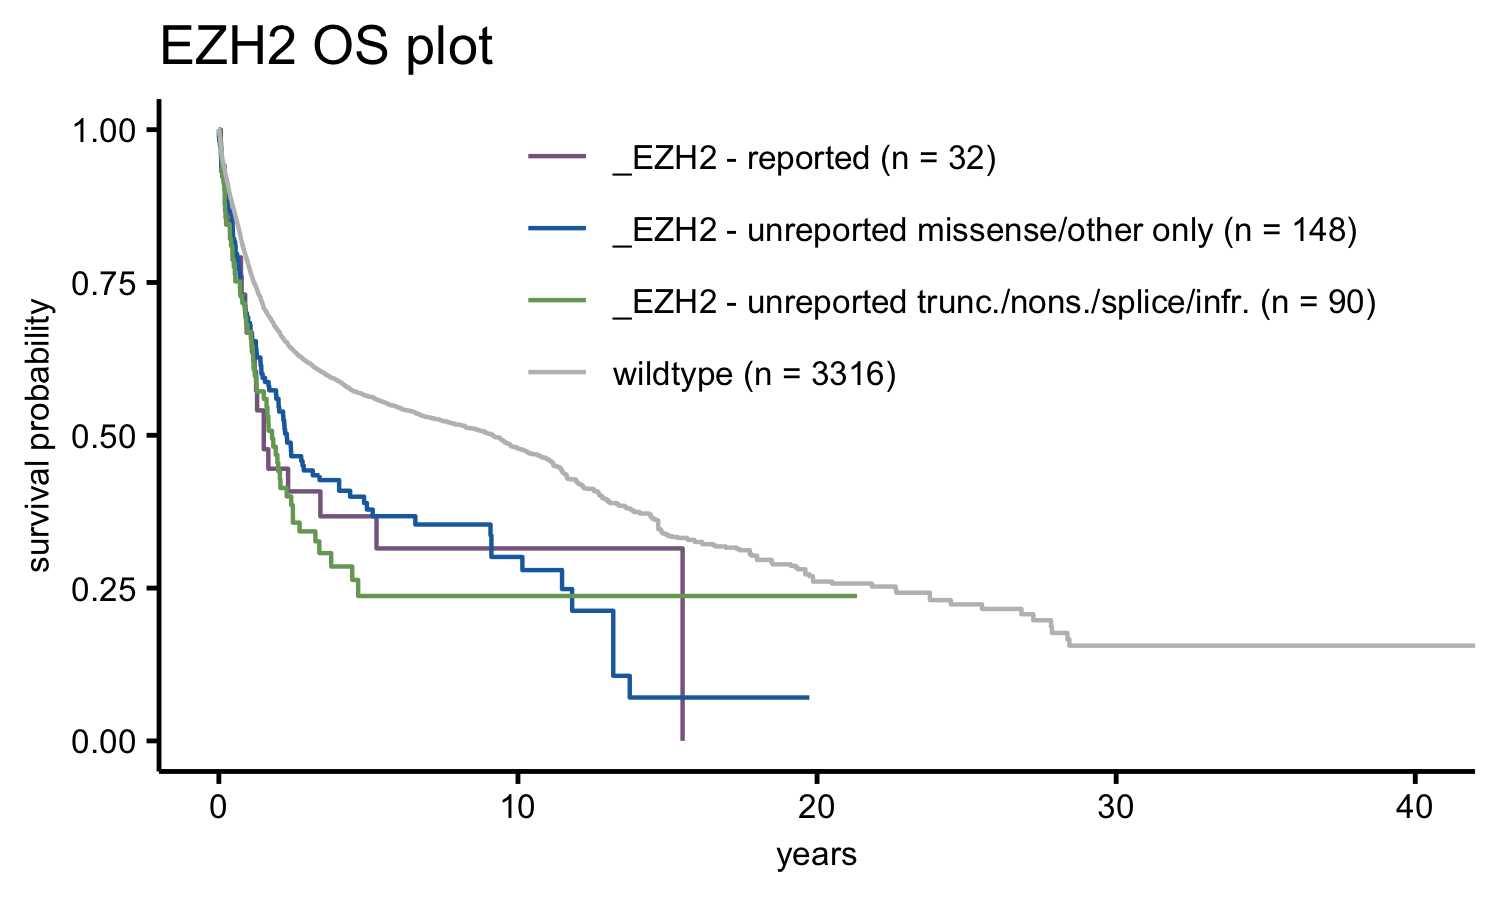 EZH2 OS plot
_EZH2 - reported (n = 32)
_EZH2 - unreported missense/other only (n = 148)
_EZH2 - unreported trunc./nons./splice/infr. (n = 90)
wildtype (n = 3316)
survival probability
1.00
0.75
0.50
0.25
0.00
0
10
20
30
40
years